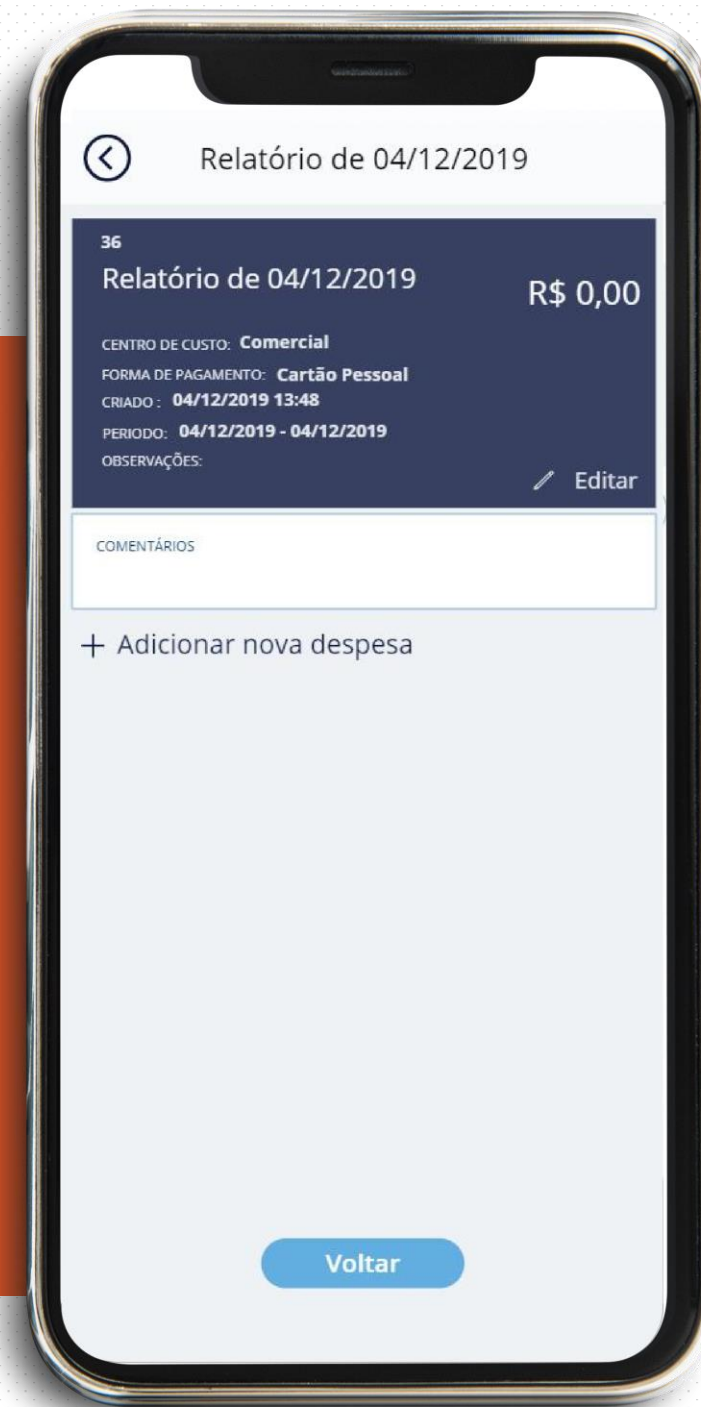 Relatório de 04/12/2019
36
Relatório de 04/12/2019
R$ 0,00
CENTRO DE CUSTO: Comercial
FORMA DE PAGAMENTO: Cartão Pessoal
CRIADO : 04/12/2019 13:48
PERIODO: 04/12/2019 - 04/12/2019
OBSERVAÇÕES:
Editar
COMENTÁRIOS
+ Adicionar nova despesa
Voltar